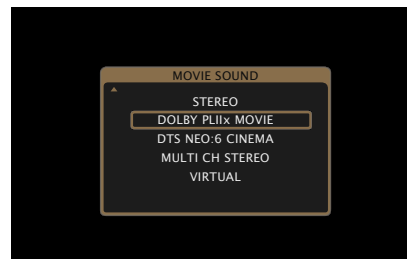 MOVIE SOUND
STEREO
DOLBY PLIIx MOVIE
DTS NEO:6 CINEMA
MULTI CH STEREO
VIRTUAL